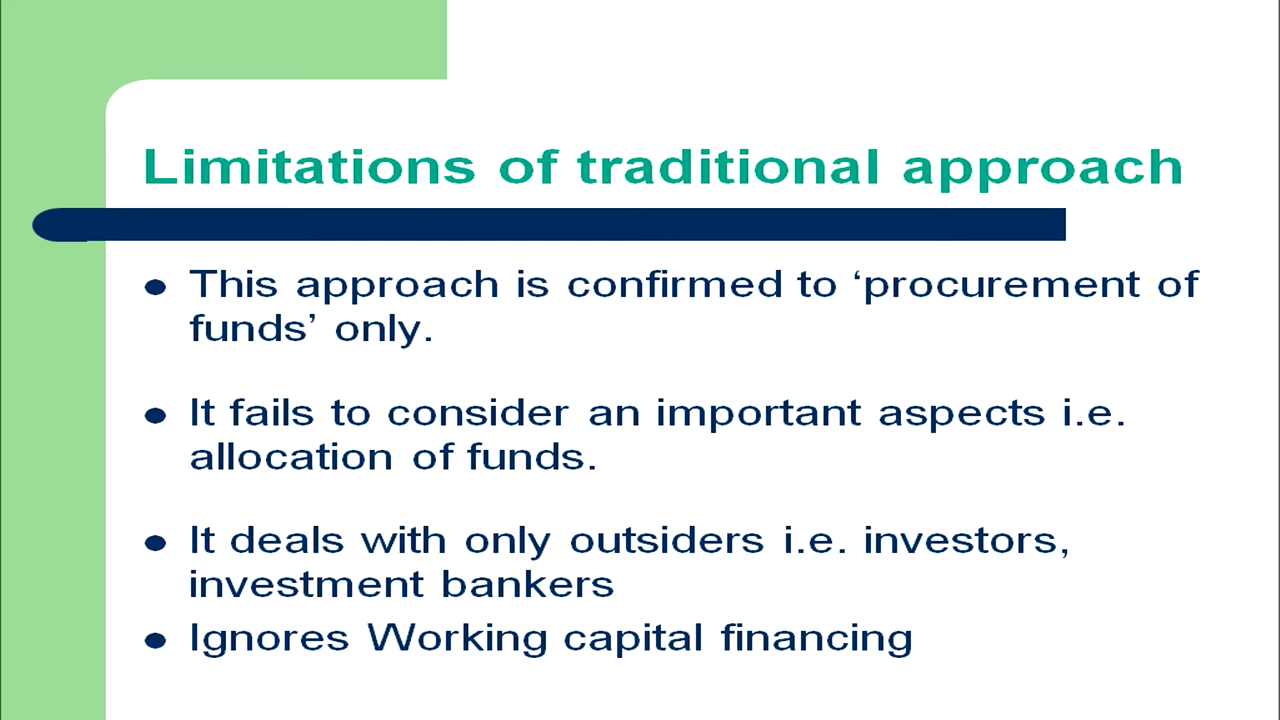 Limitations of traditional approach
• This approach is confirmed to ‘procurement of
funds’ only.
• It fails to consider an important aspects i.e.
allocation of funds.
• It deals with only outsiders i.e. investors,
investment bankers
• Ignores Working capital financing